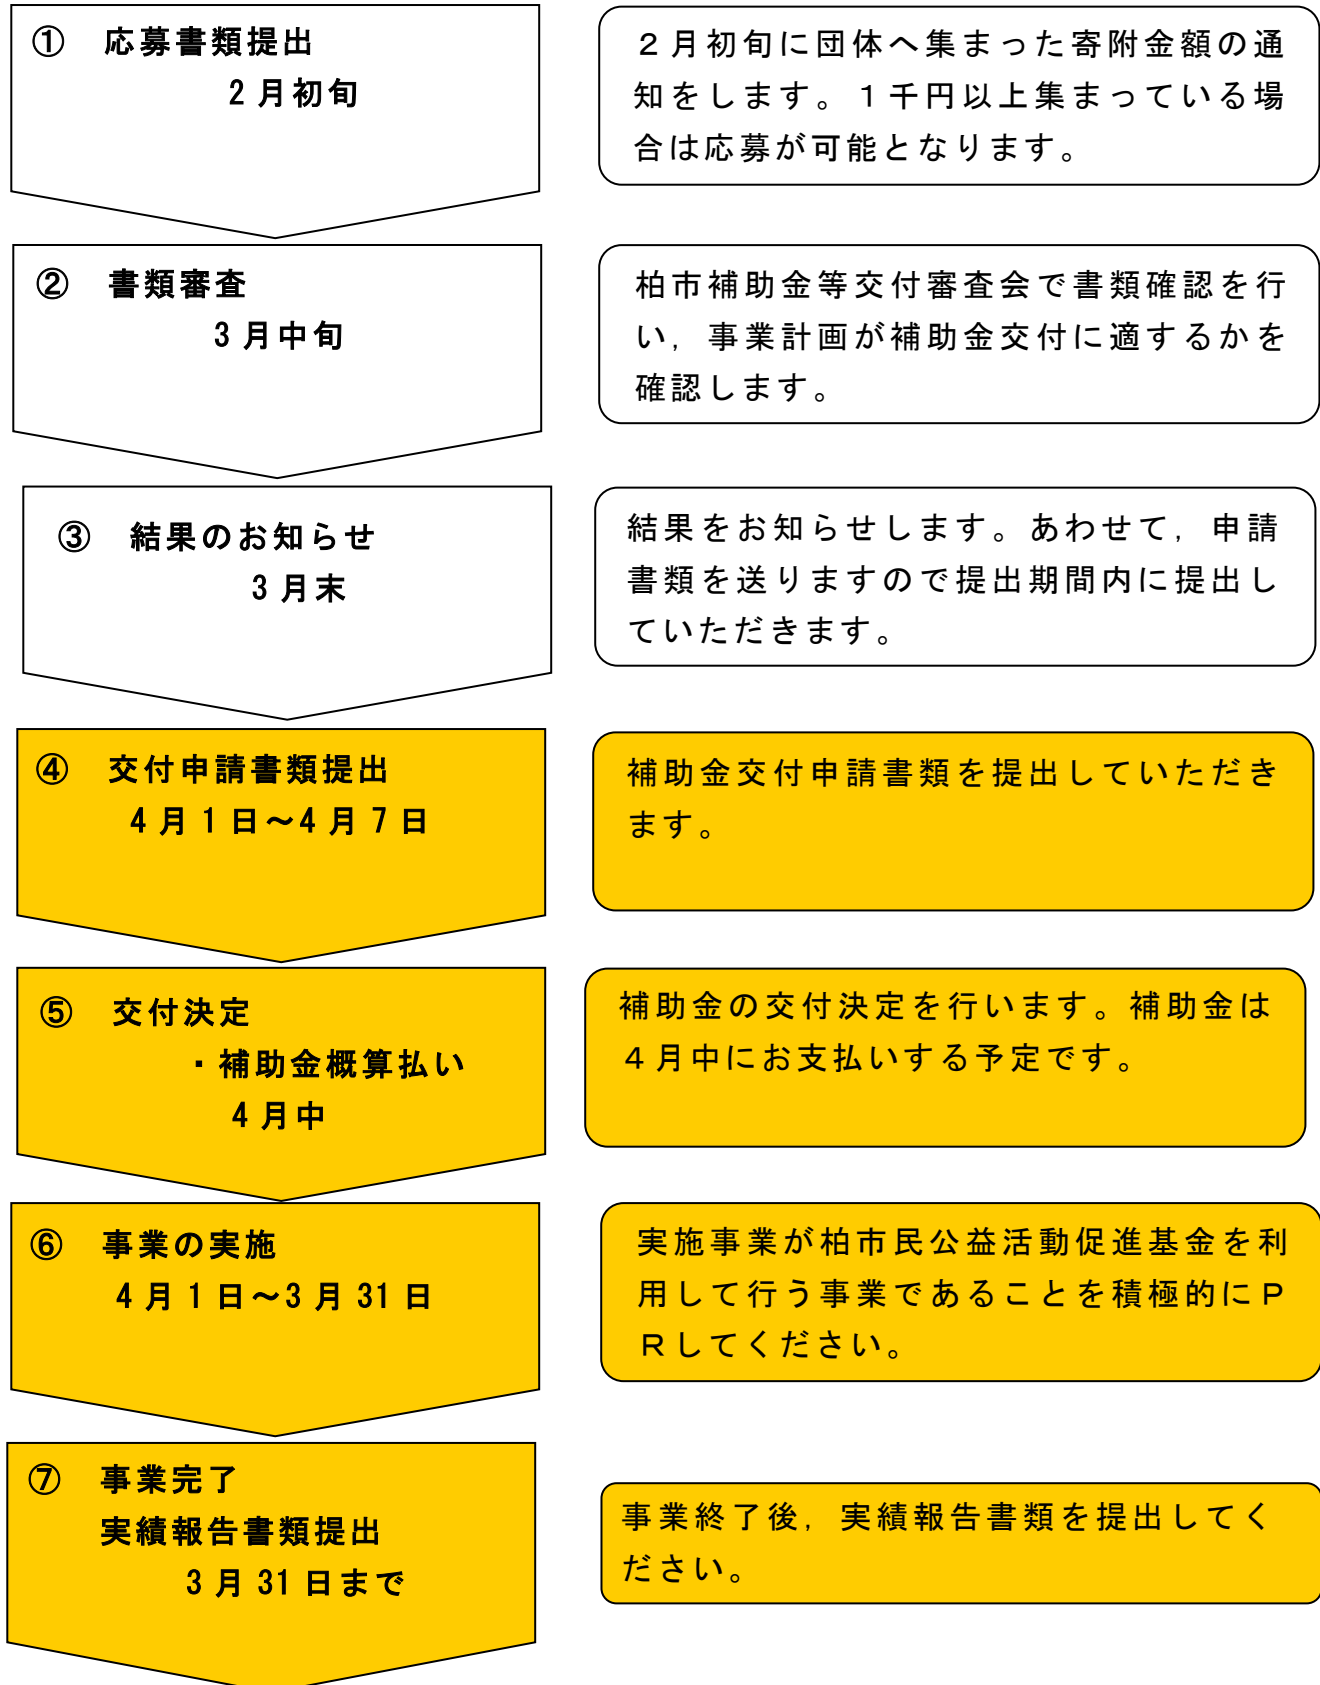 ① 応募書類提出
2月初旬
２月初旬に団体へ集まった寄附金額の通
知をします。１千円以上集まっている場
合は応募が可能となります。
② 書類審査
3月中旬
柏市補助金等交付審査会で書類確認を行
い，事業計画が補助金交付に適するかを
確認します。
③ 結果のお知らせ
3月末
結果をお知らせします。あわせて，申請
書類を送りますので提出期間内に提出し
ていただきます。
④ 交付申請書類提出
4月1日～4月7日
補助金交付申請書類を提出していただき
ます。
⑤ 交付決定
・補助金概算払い
4月中
補助金の交付決定を行います。補助金は
４月中にお支払いする予定です。
⑥ 事業の実施
4月1日～3月31日
実施事業が柏市民公益活動促進基金を利
用して行う事業であることを積極的にＰ
Ｒしてください。
⑦ 事業完了
実績報告書類提出
3月31日まで
事業終了後，実績報告書類を提出してく
ださい。